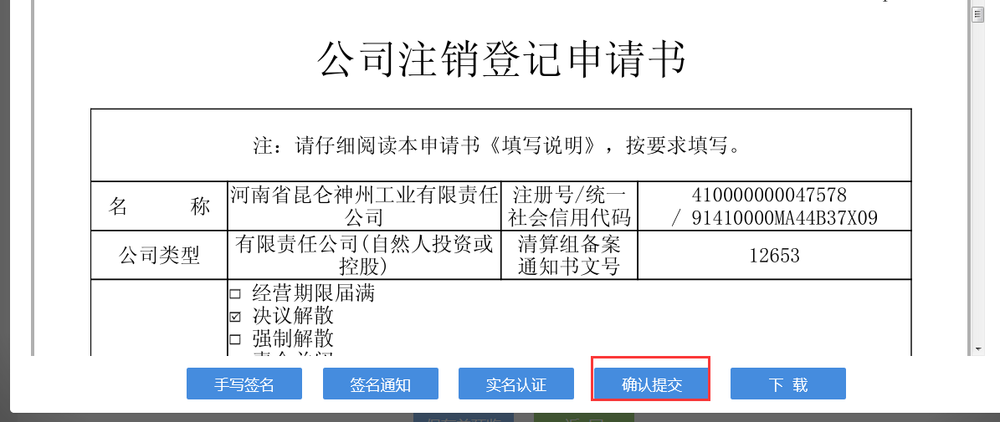 公司注销登记申请书
注：请仔细阅读本申请书《填写说明》，按要求填写。
名 称
河南省昆仑神州工业有限责任
公司
注册号/统一
社会信用代码
410000000047578
/ 91410000MA44B37X09
公司类型
有限责任公司(自然人投资或
控股)
清算组备案
通知书文号
12653
□ 经营期限届满
☑ 决议解散
□ 强制解散
手写签名
签名通知
实名认证
确认提交
下 载